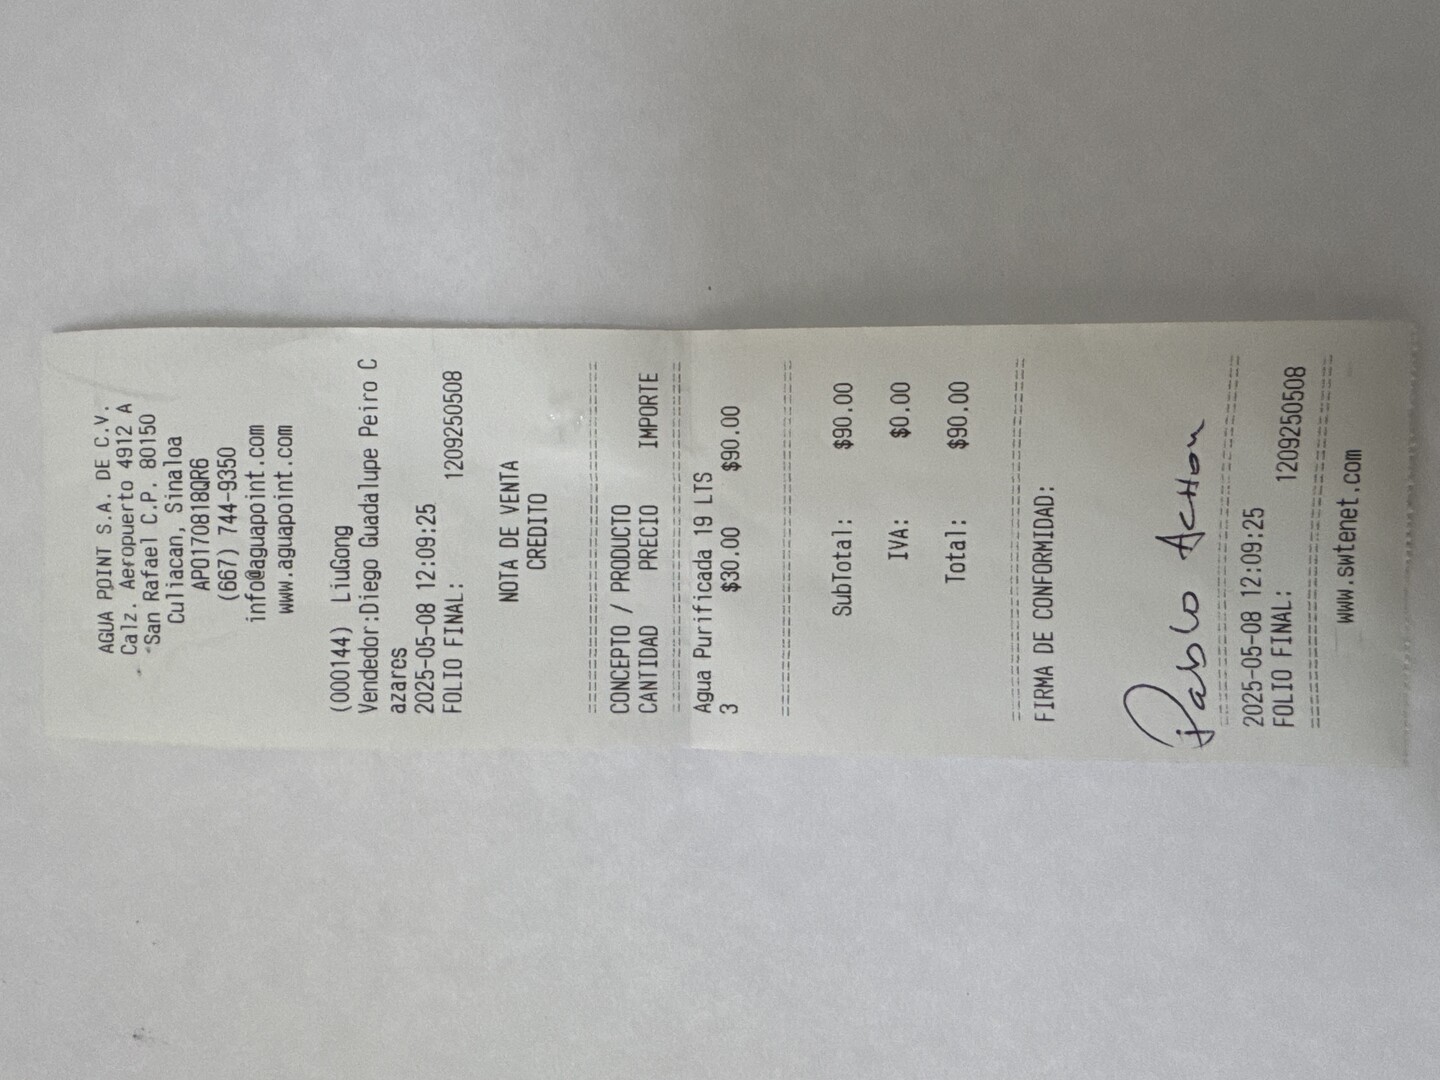 AGUA POINT S.A. DE C.V.
Calz. Aeropuerto 4912 A
San Rafael C.P. 80150
Culiacan, Sinaloa
APO170818QR6
(667) 744-9350
info@aguapoint.com
www.aguapoint.com
(000144) LiuGong
Vendedor:Diego Guadalupe Peiro C
azares
2025-05-08 12:09:25
FOLIO FINAL: 1209250508
NOTA DE VENTA
CREDITO
CONCEPTO / PRODUCTO
CANTIDAD PRECIO IMPORTE
Agua Purificada 19 LTS
3 $30.00 $90.00
SubTotal: $90.00
IVA: $0.00
Total: $90.00
FIRMA DE CONFORMIDAD:
Pablo
2025-05-08 12:09:25
FOLIO FINAL: 1209250508
www.swtenet.com